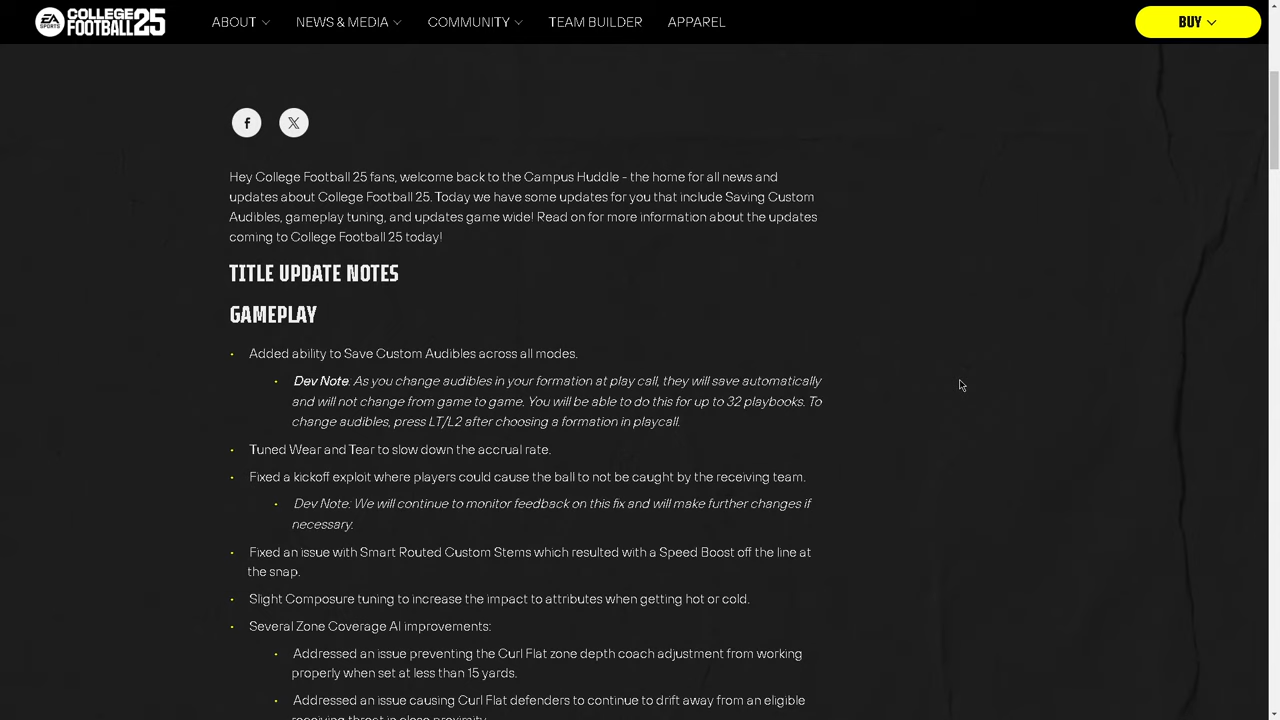 EA SPORTS COLLEGE FOOTBALL 25 ABOUT NEWS & MEDIA COMMUNITY TEAM BUILDER APPAREL BUY
f X
Hey College Football 25 fans, welcome back to the Campus Huddle - the home for all news and
updates about College Football 25. Today we have some updates for you that include Saving Custom
Audibles, gameplay tuning, and updates game wide! Read on for more information about the updates
coming to College Football 25 today!
TITLE UPDATE NOTES
GAMEPLAY
• Added ability to Save Custom Audibles across all modes.
• Dev Note: As you change audibles in your formation at play call, they will save automatically
and will not change from game to game. You will be able to do this for up to 32 playbooks. To
change audibles, press LT/L2 after choosing a formation in playcall.
• Tuned Wear and Tear to slow down the accrual rate.
• Fixed a kickoff exploit where players could cause the ball to not be caught by the receiving team.
• Dev Note: We will continue to monitor feedback on this fix and will make further changes if
necessary.
• Fixed an issue with Smart Routed Custom Stems which resulted with a Speed Boost off the line at
the snap.
• Slight Composure tuning to increase the impact to attributes when getting hot or cold.
• Several Zone Coverage AI improvements:
• Addressed an issue preventing the Curl Flat zone depth coach adjustment from working
properly when set at less than 15 yards.
• Addressed an issue causing Curl Flat defenders to continue to drift away from an eligible
receiving threat in close proximity.